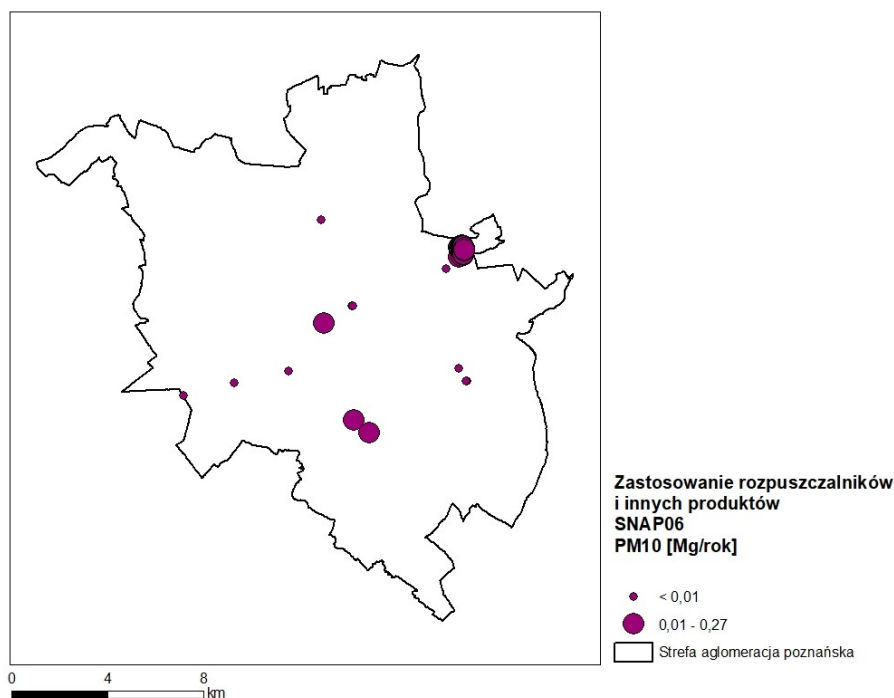 Zastosowanie rozpuszczalników
i innych produktów
SNAP06
PM10 [Mg/rok]
< 0,01
0,01 - 0,27
Strefa aglomeracja poznańska
0 4 8
km